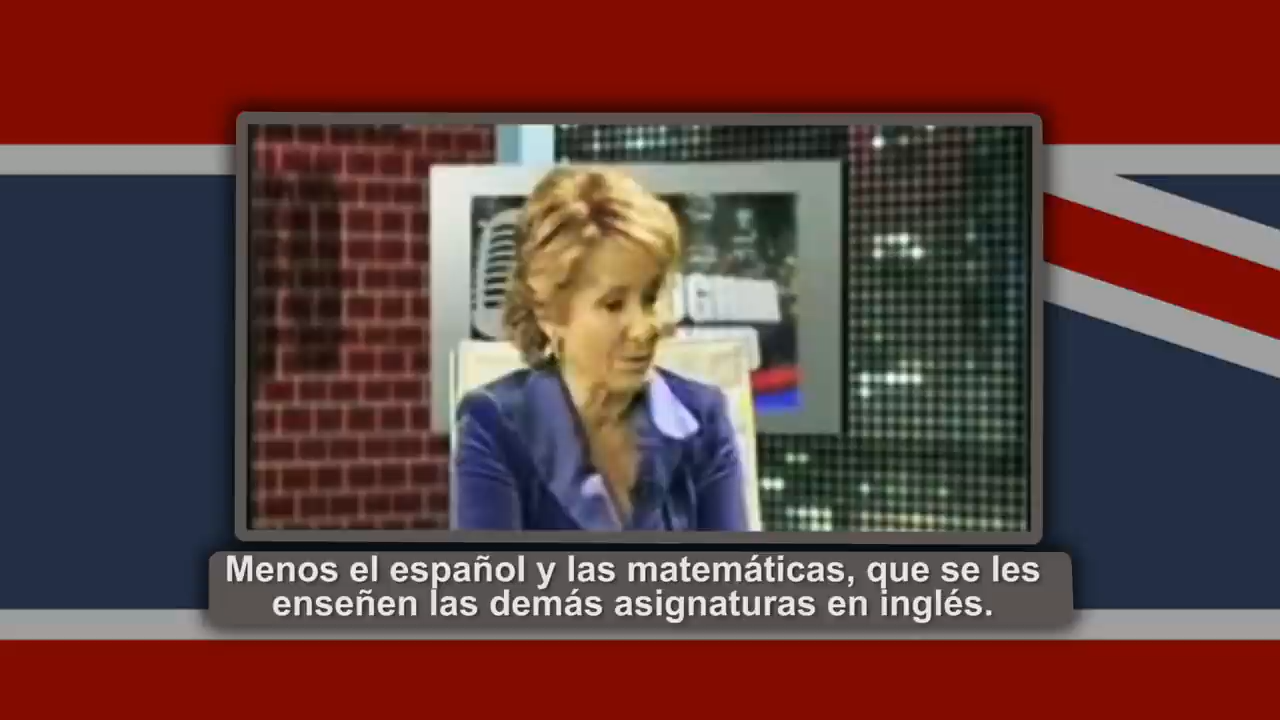 Menos el español y las matemáticas, que se les
enseñen las demás asignaturas en inglés.